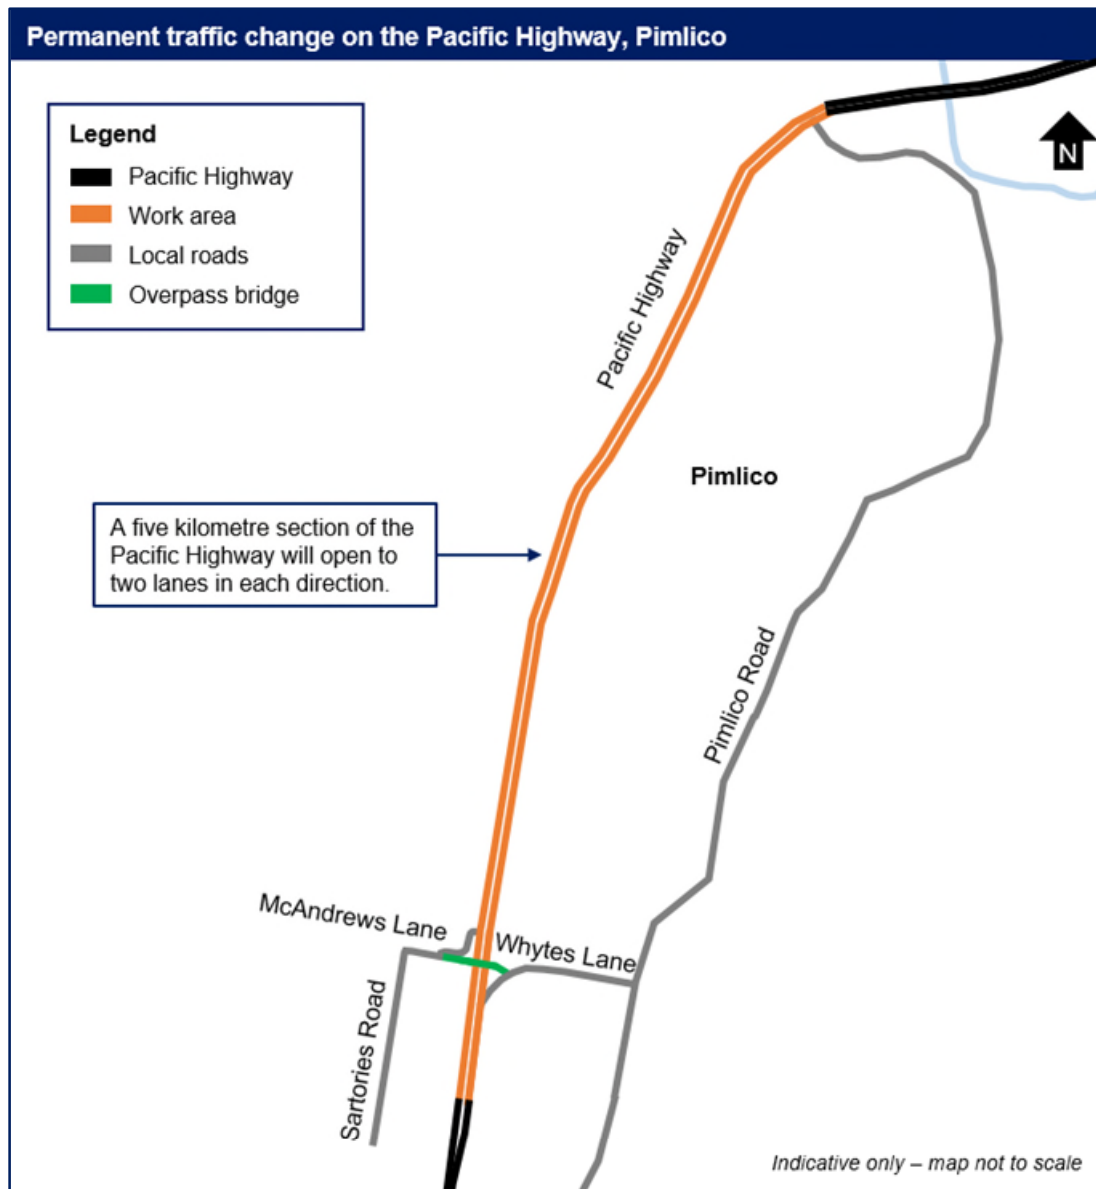 Permanent traffic change on the Pacific Highway, Pimlico
Legend
Pacific Highway
Work area
Local roads
Overpass bridge
N
Pacific Highway
Pimlico
A five kilometre section of the
Pacific Highway will open to
two lanes in each direction.
Pimlico Road
McAndrews Lane
Whytes Lane
Sartories Road
Indicative only – map not to scale